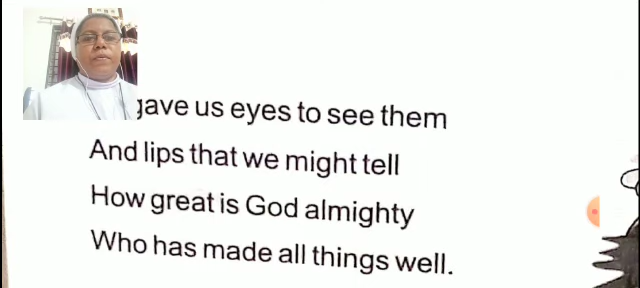 gave us eyes to see them
And lips that we might tell
How great is God almighty
Who has made all things well.